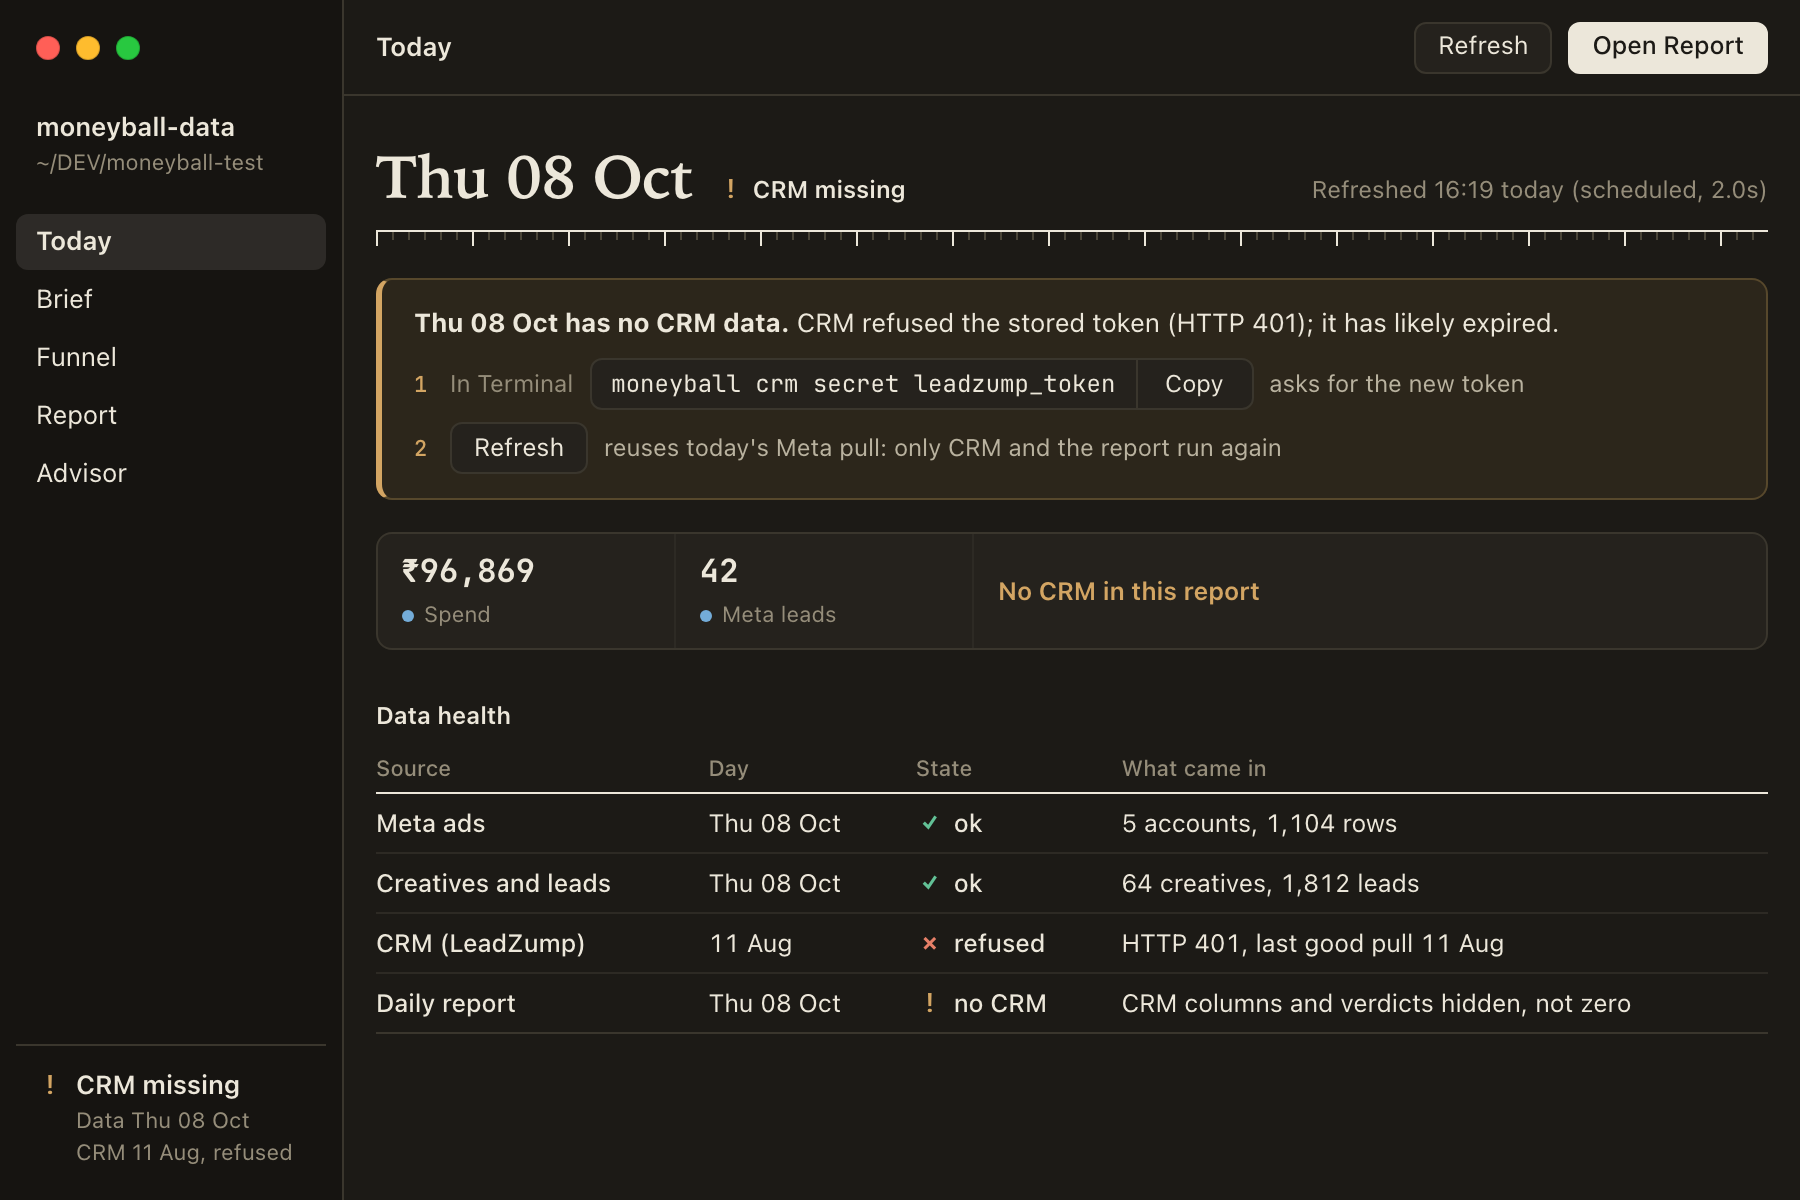 moneyball-data
~/DEV/moneyball-test
Today
Brief
Funnel
Report
Advisor
! CRM missing
Data Thu 08 Oct
CRM 11 Aug, refused
Today
Refresh
Open Report
Thu 08 Oct ! CRM missing
Refreshed 16:19 today (scheduled, 2.0s)
Thu 08 Oct has no CRM data. CRM refused the stored token (HTTP 401); it has likely expired.
1 In Terminal moneyball crm secret leadzump_token Copy asks for the new token
2 Refresh reuses today's Meta pull: only CRM and the report run again
₹96,869
Spend
42
Meta leads
No CRM in this report
Data health
Source Day State What came in
Meta ads Thu 08 Oct ✓ ok 5 accounts, 1,104 rows
Creatives and leads Thu 08 Oct ✓ ok 64 creatives, 1,812 leads
CRM (LeadZump) 11 Aug × refused HTTP 401, last good pull 11 Aug
Daily report Thu 08 Oct ! no CRM CRM columns and verdicts hidden, not zero